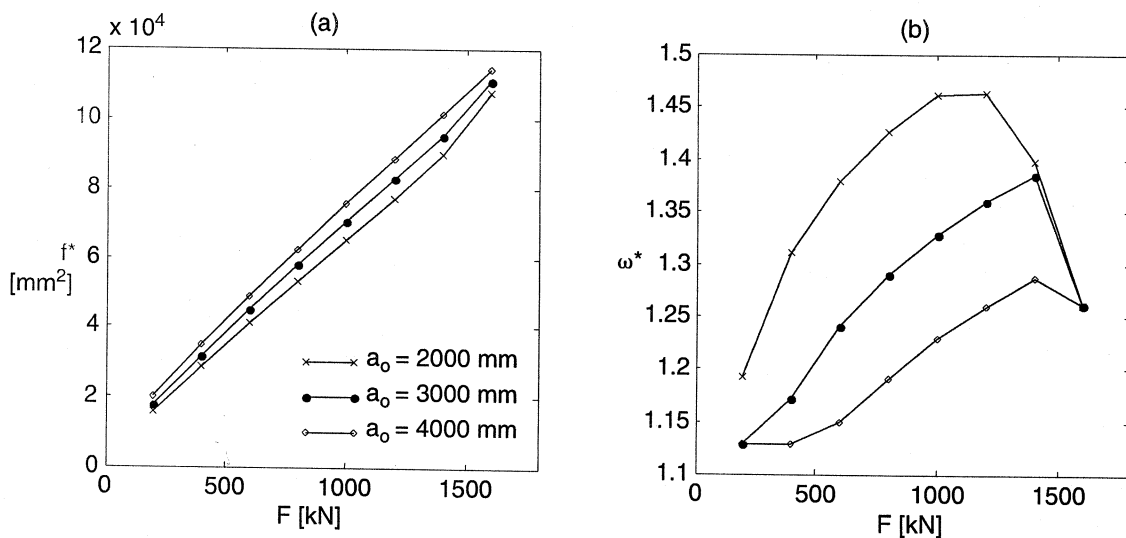 (a)
x 10⁴
12
10
8
6
4
2
0
f*
[mm²]
a₀ = 2000 mm
a₀ = 3000 mm
a₀ = 4000 mm
0 500 1000 1500
F [kN]
(b)
1.5
1.45
1.4
1.35
1.3
1.25
1.2
1.15
1.1
ω*
0 500 1000 1500
F [kN]